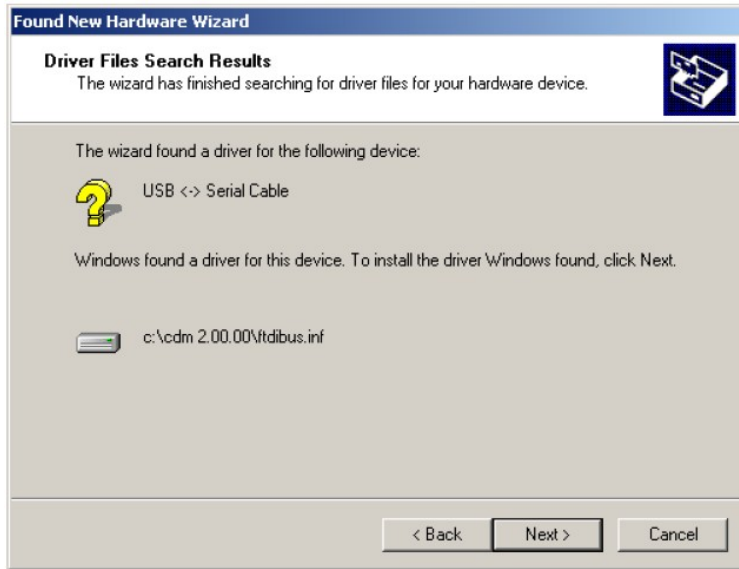 Found New Hardware Wizard
Driver Files Search Results
The wizard has finished searching for driver files for your hardware device.
The wizard found a driver for the following device:
USB <-> Serial Cable
Windows found a driver for this device. To install the driver Windows found, click Next.
c:\cdm 2.00.00\ftdibus.inf
< Back Next > Cancel